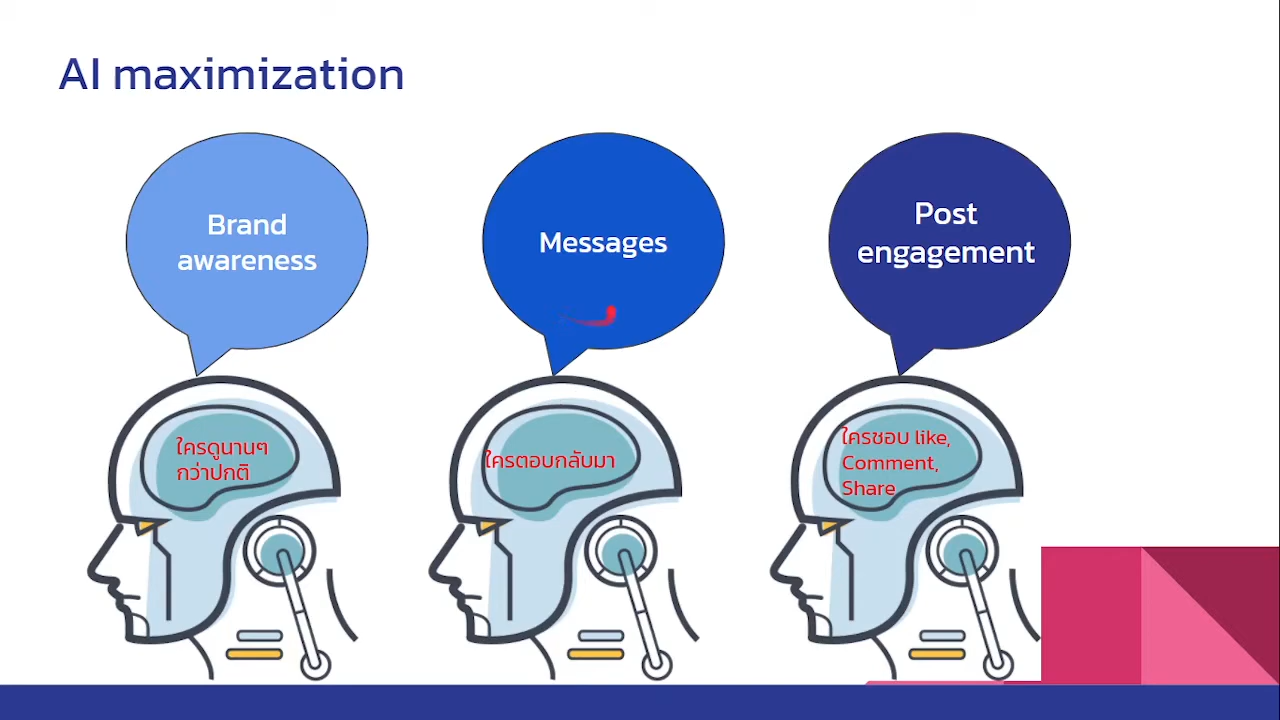 AI maximization
Brand
awareness
Messages
Post
engagement
ใครดูนานๆ
กว่าปกติ
ใครตอบกลับมา
ใครชอบ like,
Comment,
Share